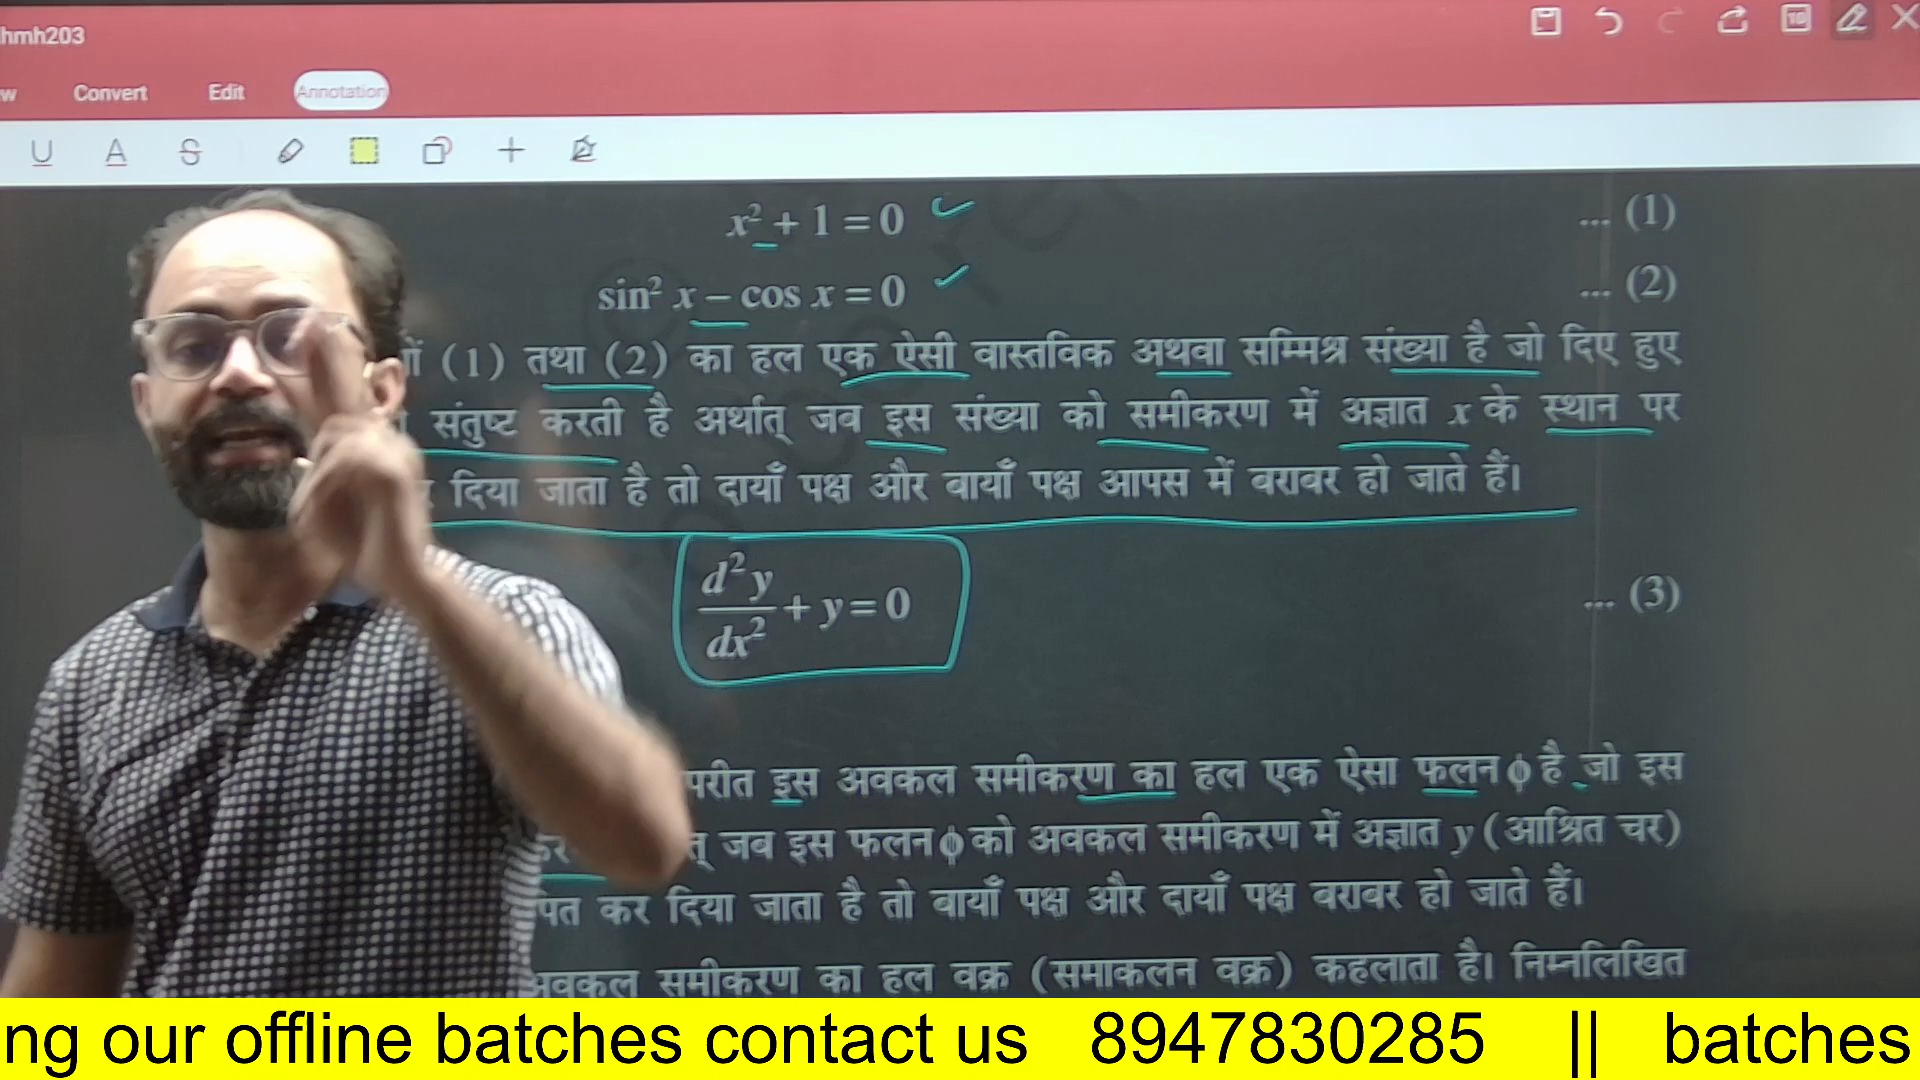 hmh203
Convert Edit Annotation
x² + 1 = 0 ... (1)
sin² x – cos x = 0 ... (2)
(1) तथा (2) का हल एक ऐसी वास्तविक अथवा सम्मिश्र संख्या है जो दिए हुए
संतुष्ट करती है अर्थात् जब इस संख्या को समीकरण में अज्ञात x के स्थान पर
दिया जाता है तो दायाँ पक्ष और बायाँ पक्ष आपस में बराबर हो जाते हैं।
d²y/dx² + y = 0 ... (3)
इस अवकल समीकरण का हल एक ऐसा फलन ϕ है जो इस
जब इस फलन ϕ को अवकल समीकरण में अज्ञात y (आश्रित चर)
कर दिया जाता है तो बायाँ पक्ष और दायाँ पक्ष बराबर हो जाते हैं।
अवकल समीकरण का हल वक्र (समाकलन वक्र) कहलाता है। निम्नलिखित
ng our offline batches contact us 8947830285 || batches